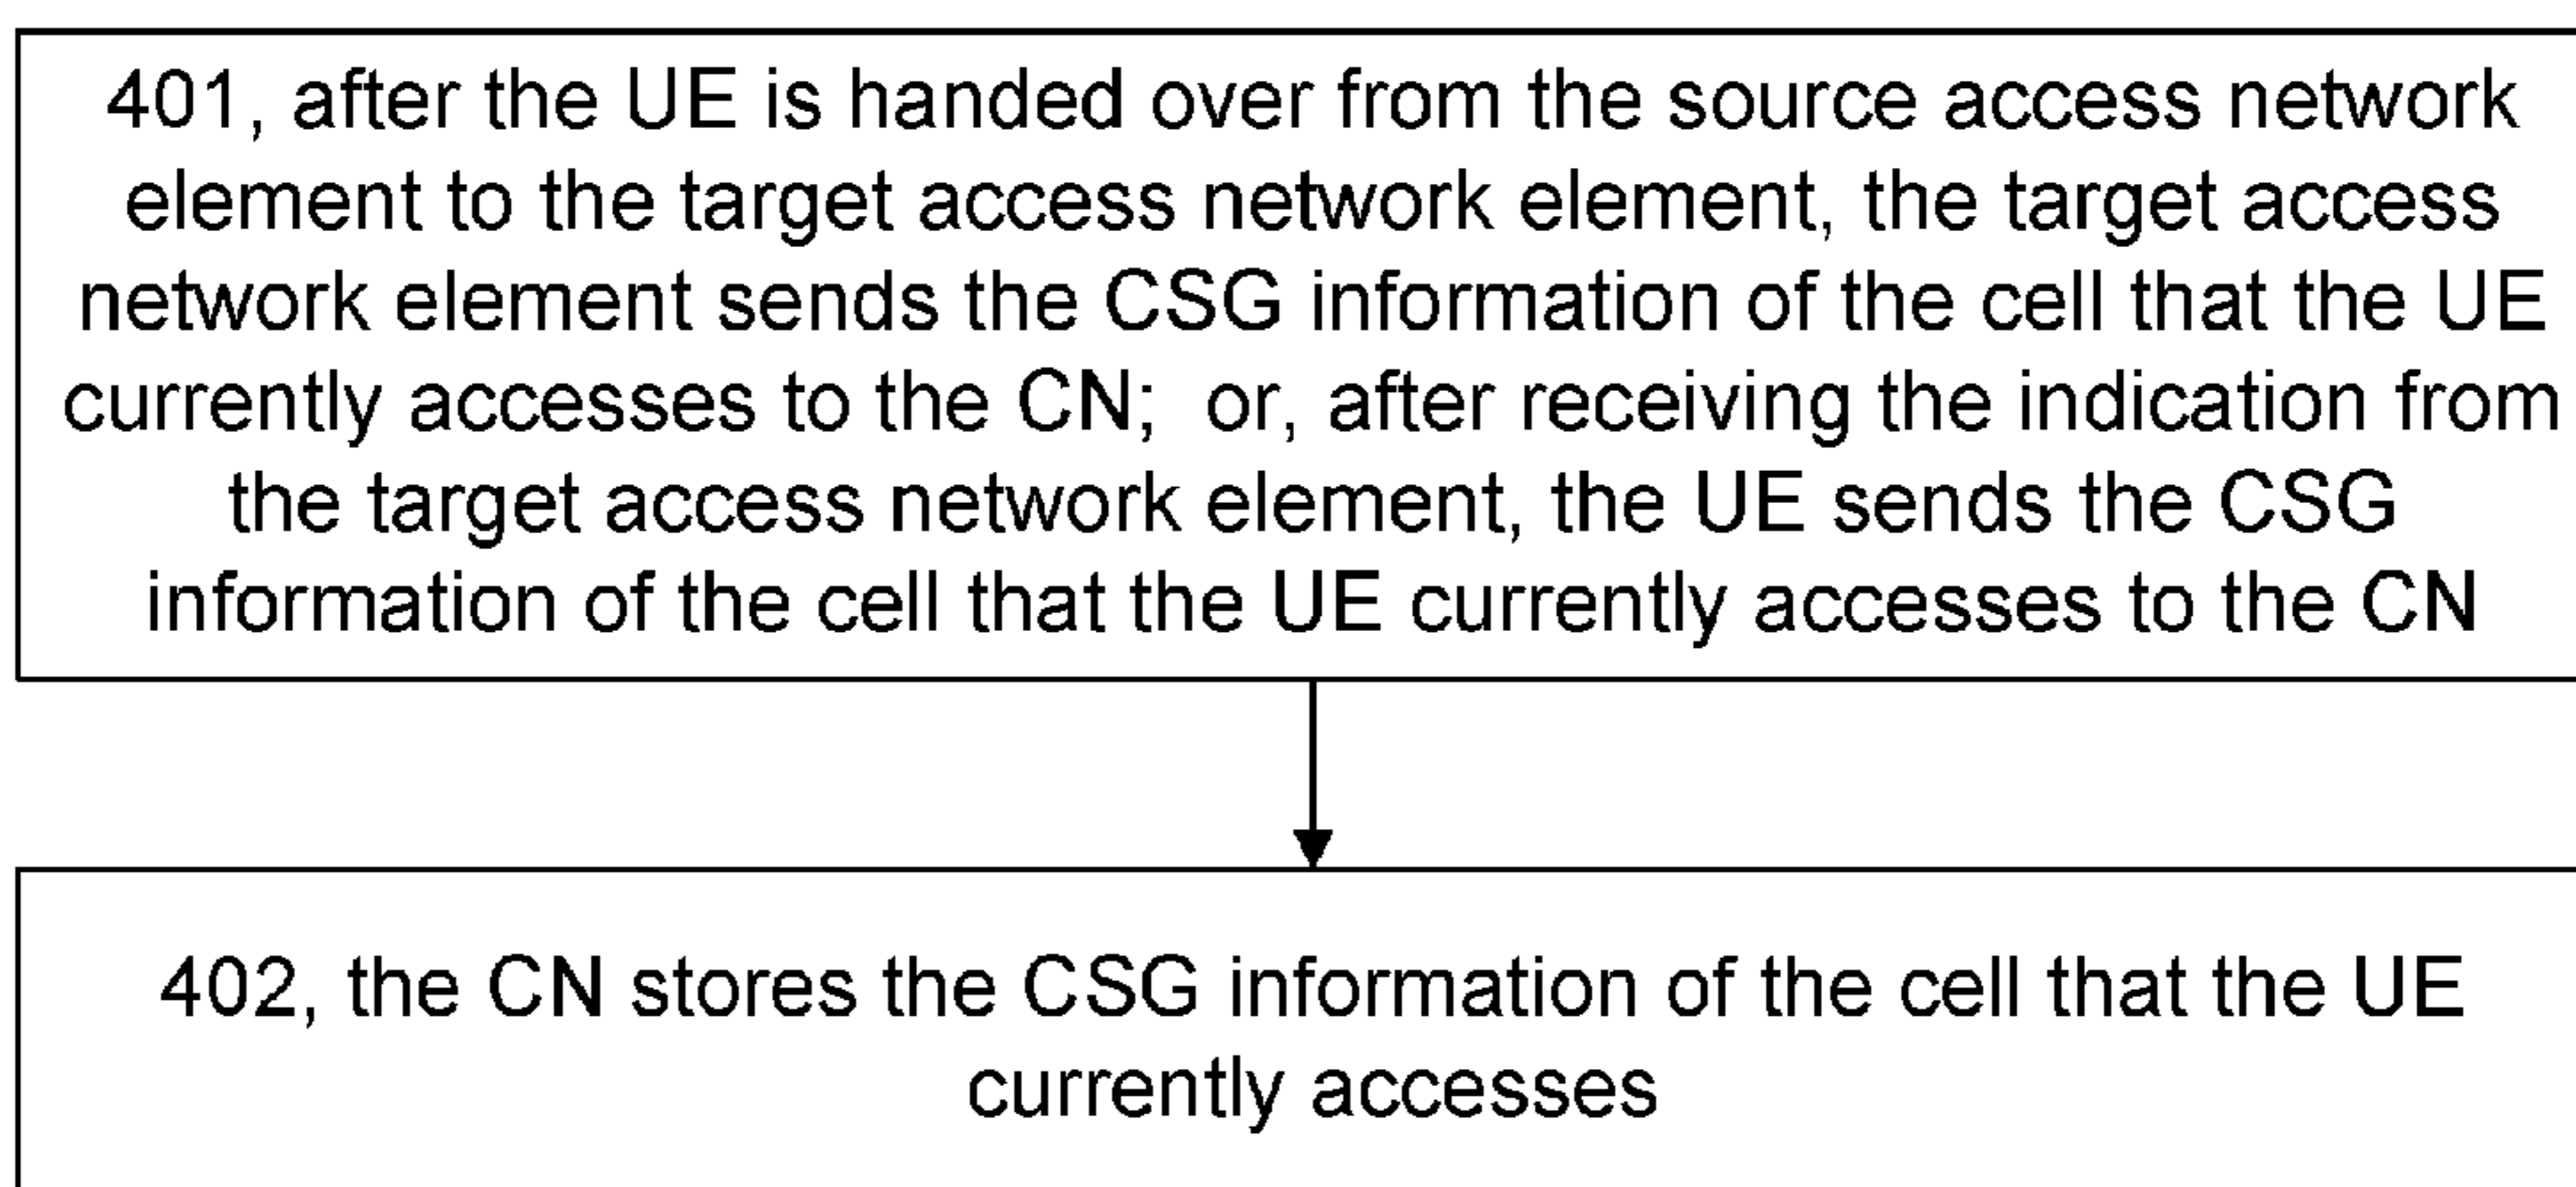 401, after the UE is handed over from the source access network
element to the target access network element, the target access
network element sends the CSG information of the cell that the UE
currently accesses to the CN; or, after receiving the indication from
the target access network element, the UE sends the CSG
information of the cell that the UE currently accesses to the CN
402, the CN stores the CSG information of the cell that the UE
currently accesses